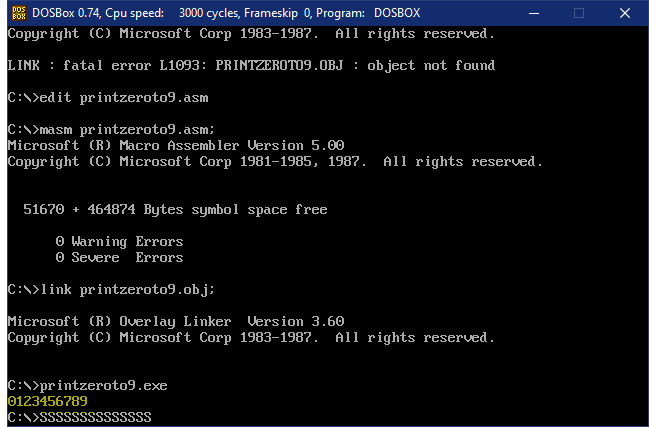 DOS
BOX
DOSBox 0.74, Cpu speed: 3000 cycles, Frameskip 0, Program: DOSBOX
Copyright (C) Microsoft Corp 1983-1987. All rights reserved.
LINK : fatal error L1093: PRINTZEROTO9.OBJ : object not found
C:\>edit printzeroto9.asm
C:\>masm printzeroto9.asm;
Microsoft (R) Macro Assembler Version 5.00
Copyright (C) Microsoft Corp 1981-1985, 1987. All rights reserved.
51670 + 464874 Bytes symbol space free
0 Warning Errors
0 Severe Errors
C:\>link printzeroto9.obj;
Microsoft (R) Overlay Linker Version 3.60
Copyright (C) Microsoft Corp 1983-1987. All rights reserved.
C:\>printzeroto9.exe
0123456789
C:\>SSSSSSSSSSSSSS